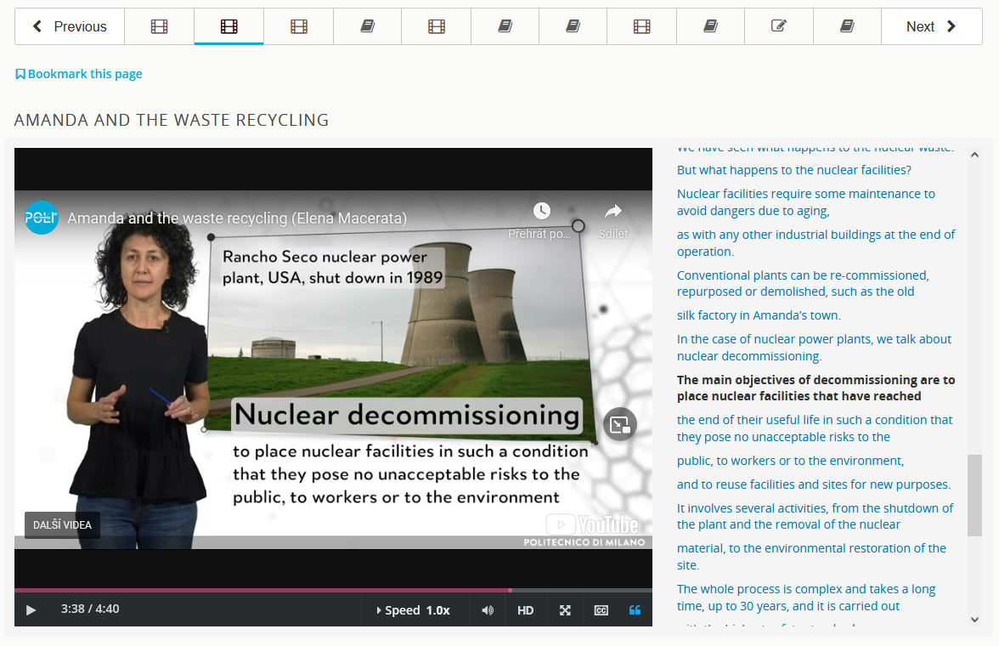 Previous
Next
Bookmark this page
AMANDA AND THE WASTE RECYCLING
POLI
Amanda and the waste recycling (Elena Macerata)
Přehrát po...
Sdílet
Rancho Seco nuclear power
plant, USA, shut down in 1989
Nuclear decommissioning
to place nuclear facilities in such a condition
that they pose no unacceptable risks to the
public, to workers or to the environment
DALŠÍ VIDEA
YouTube
POLITECNICO DI MILANO
3:38 / 4:40
Speed 1.0x
HD
CC
We have seen what happens to the nuclear waste.
But what happens to the nuclear facilities?
Nuclear facilities require some maintenance to
avoid dangers due to aging,
as with any other industrial buildings at the end of
operation.
Conventional plants can be re-commissioned,
repurposed or demolished, such as the old
silk factory in Amanda’s town.
In the case of nuclear power plants, we talk about
nuclear decommissioning.
The main objectives of decommissioning are to
place nuclear facilities that have reached
the end of their useful life in such a condition that
they pose no unacceptable risks to the
public, to workers or to the environment,
and to reuse facilities and sites for new purposes.
It involves several activities, from the shutdown of
the plant and the removal of the nuclear
material, to the environmental restoration of the
site.
The whole process is complex and takes a long
time, up to 30 years, and it is carried out